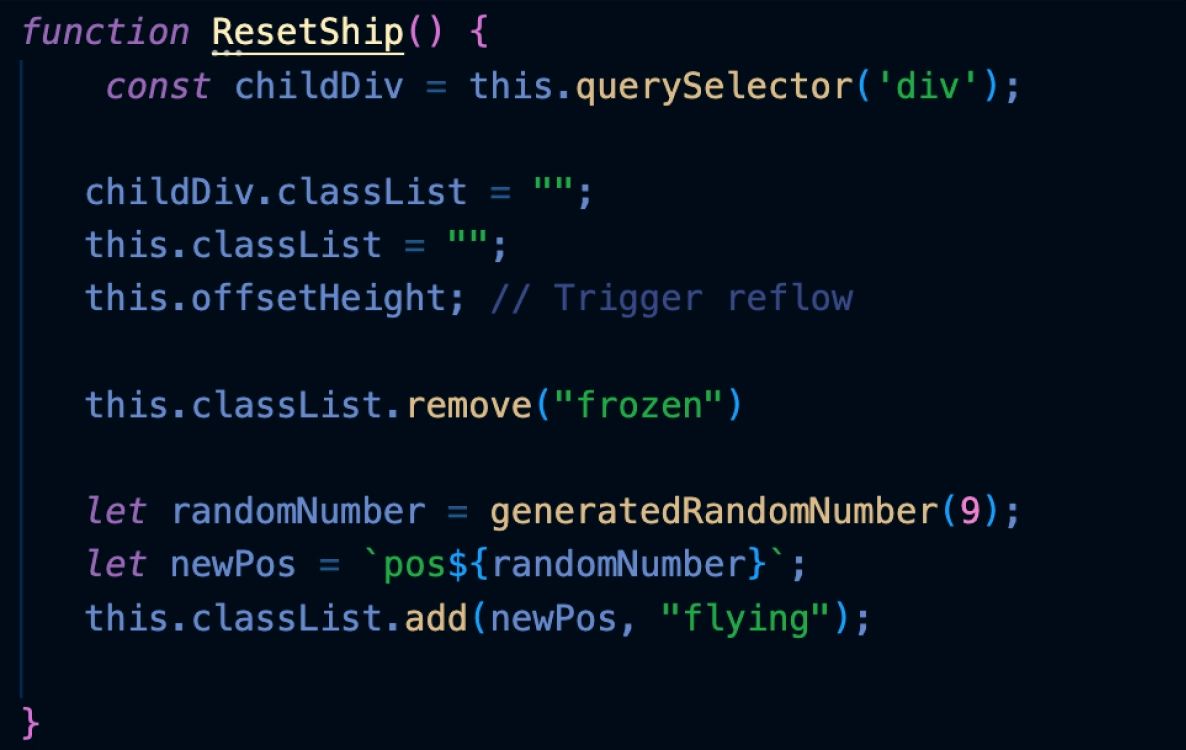 function ResetShip() {
const childDiv = this.querySelector('div');
childDiv.classList = "";
this.classList = "";
this.offsetHeight; // Trigger reflow
this.classList.remove("frozen")
let randomNumber = generatedRandomNumber(9);
let newPos = `pos${randomNumber}`;
this.classList.add(newPos, "flying");
}